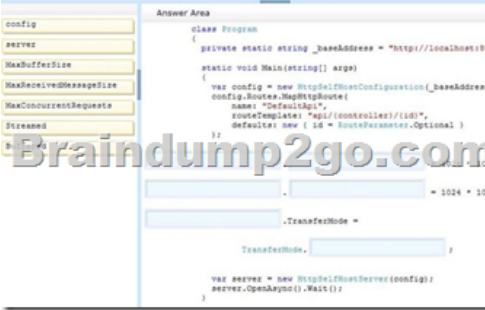 Answer Area
config
server
MaxBufferSize
MaxReceivedMessageSize
MaxConcurrentRequests
Streamed
class Program
{
private static string _baseAddress = "http://localhost:8
static void Main(string[] args)
{
var config = new HttpSelfHostConfiguration(_baseAddress
config.Routes.MapHttpRoute(
name: "DefaultApi",
routeTemplate: "api/{controller}/{id}",
defaults: new { id = RouteParameter.Optional }
);
Braindump2go.com
. = 1024 * 10
.TransferMode =
TransferMode. ;
var server = new HttpSelfHostServer(config);
server.OpenAsync().Wait();
}